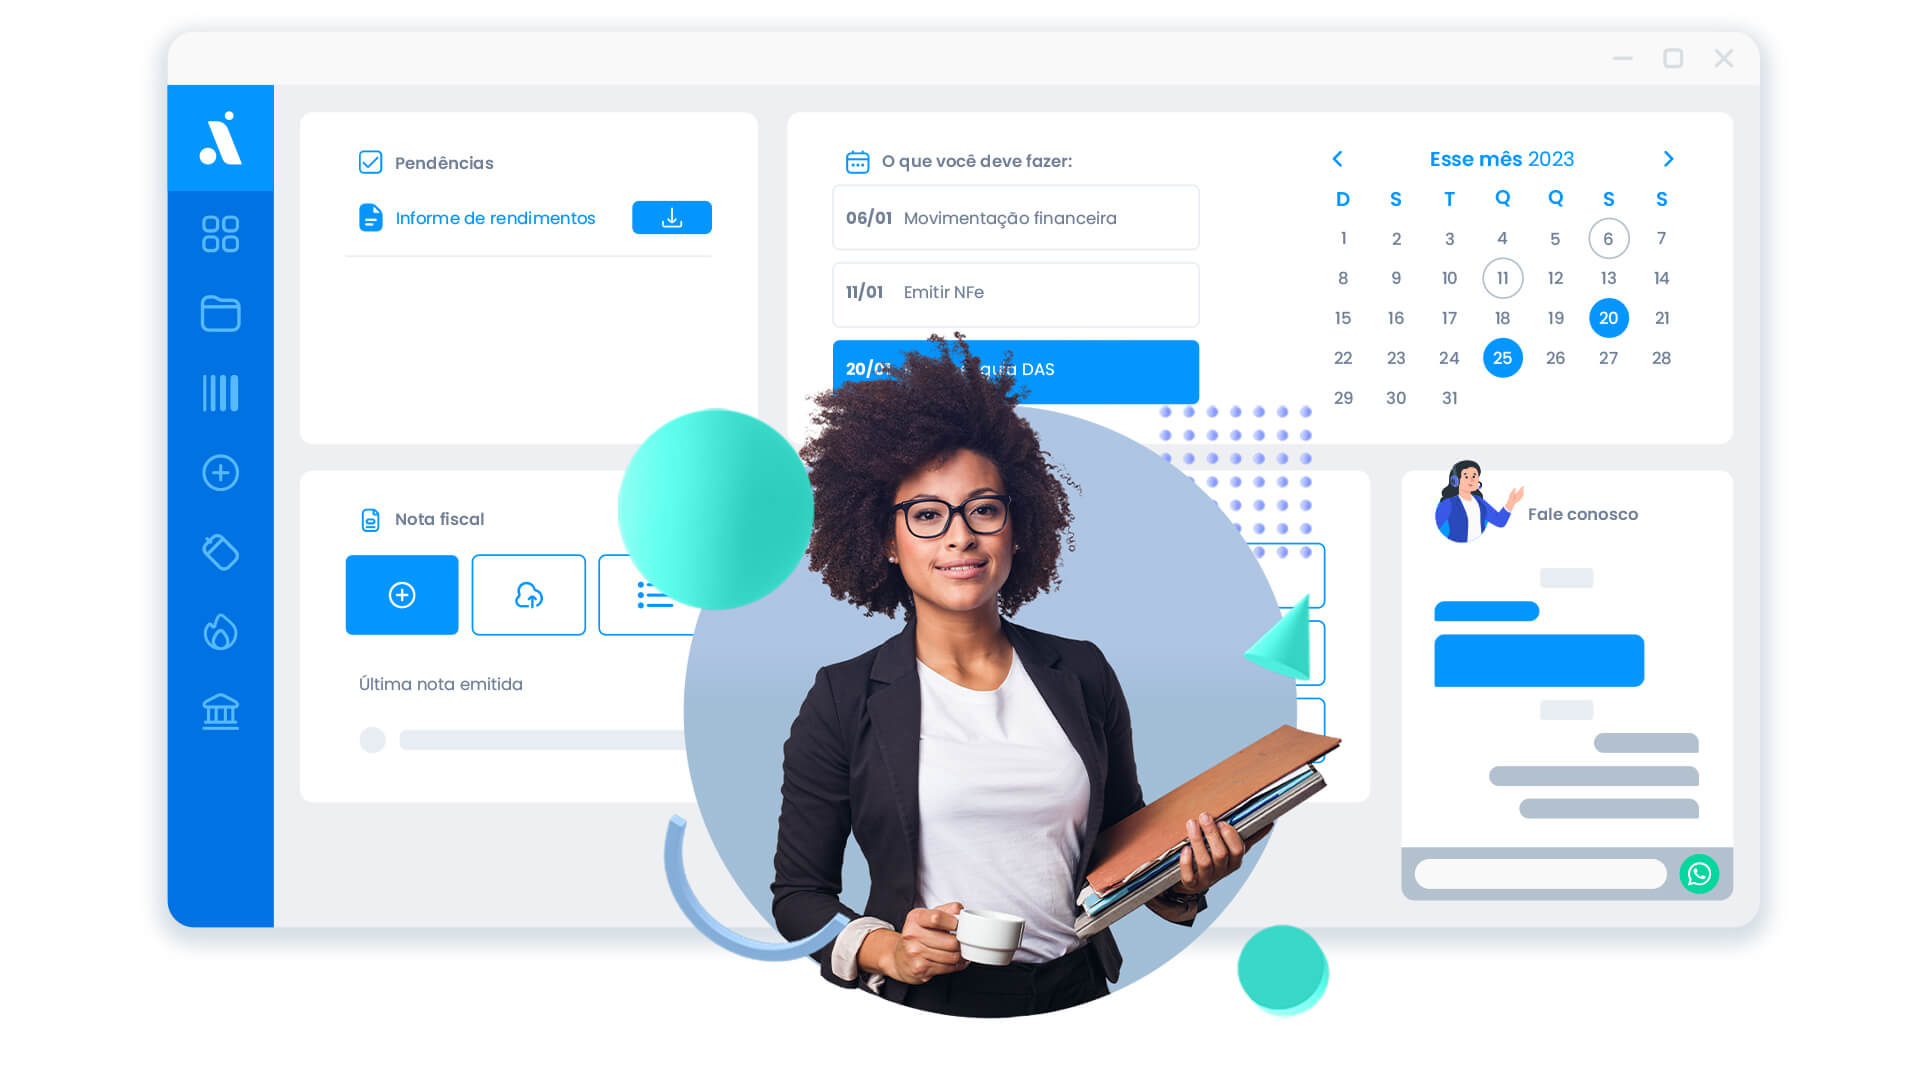 Pendências
Informe de rendimentos
O que você deve fazer:
06/01 Movimentação financeira
11/01 Emitir NFe
20/01 guia DAS
Esse mês 2023
D S T Q Q S S
1 2 3 4 5 6 7
8 9 10 11 12 13 14
15 16 17 18 19 20 21
22 23 24 25 26 27 28
29 30 31
Nota fiscal
Última nota emitida
Fale conosco